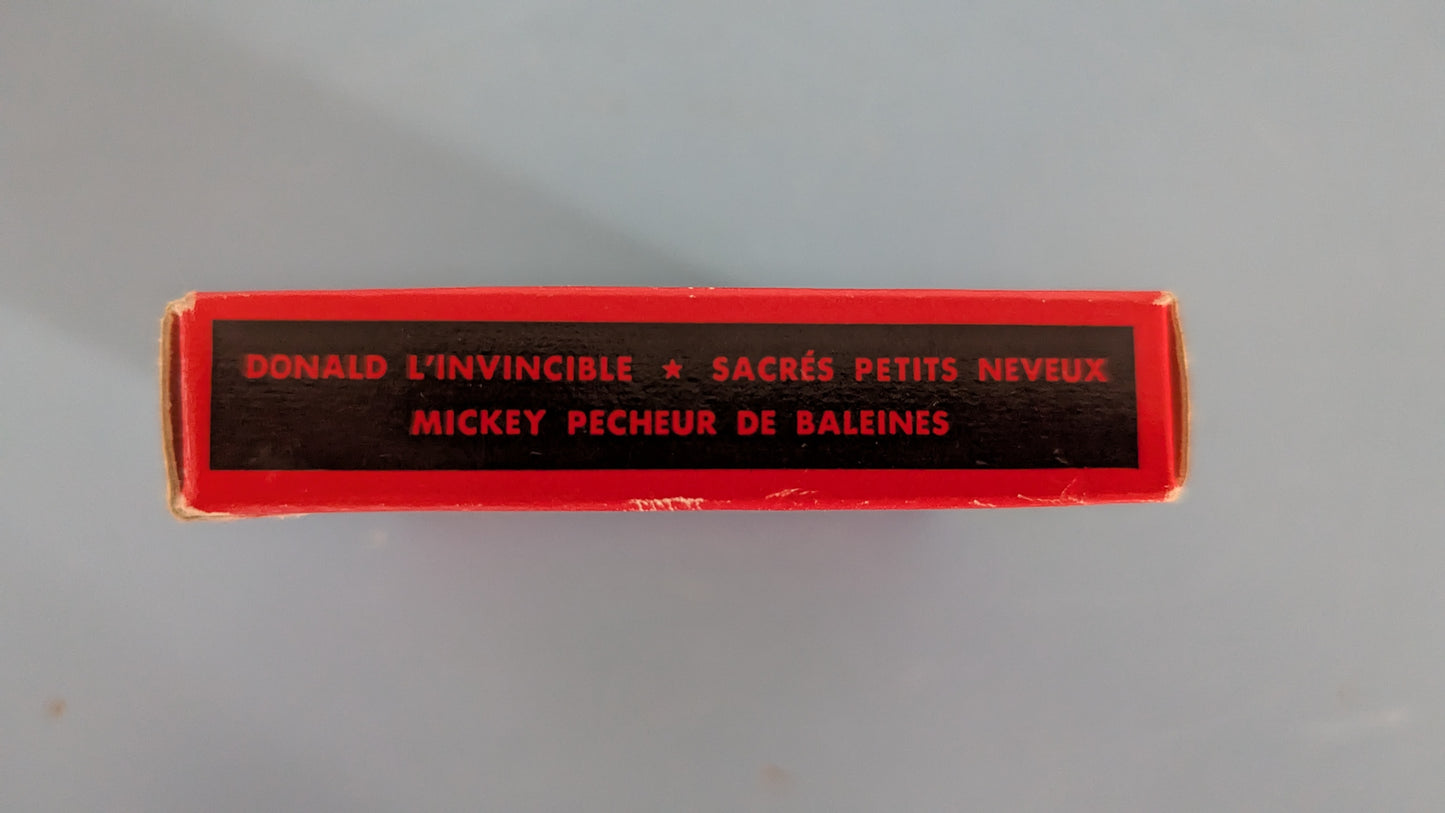 DONALD L'INVINCIBLE ★ SACRÉS PETITS NEVEUX
MICKEY PECHEUR DE BALEINES